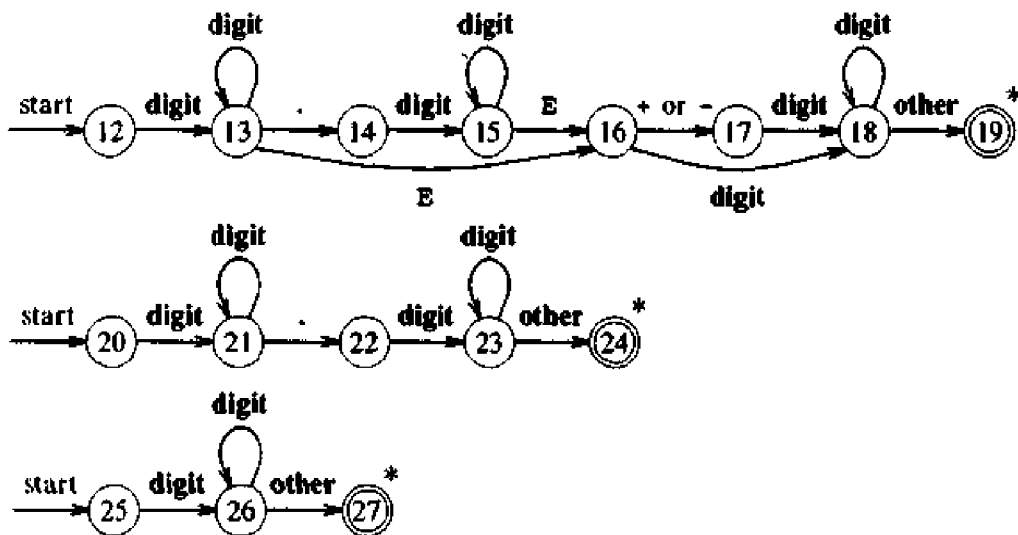 digit digit digit
start digit . digit E + or - digit other *
12 13 14 15 16 17 18 19
E digit
digit digit
start digit . digit other *
20 21 22 23 24
digit
start digit other *
25 26 27